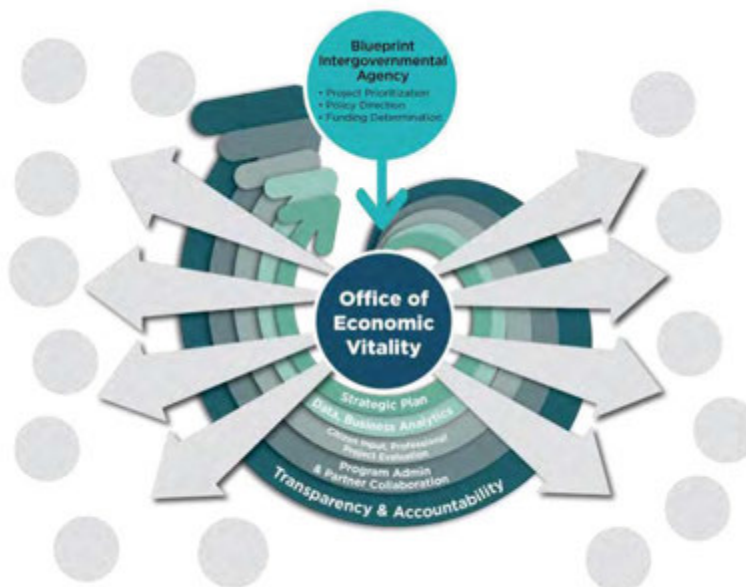 Blueprint
Intergovernmental
Agency
• Project Prioritization
• Policy Direction
• Funding Determination
Office of
Economic
Vitality
Strategic Plan
Data, Business Analytics
Citizen Input, Professional
Project Evaluation
Program Admin
& Partner Collaboration
Transparency & Accountability